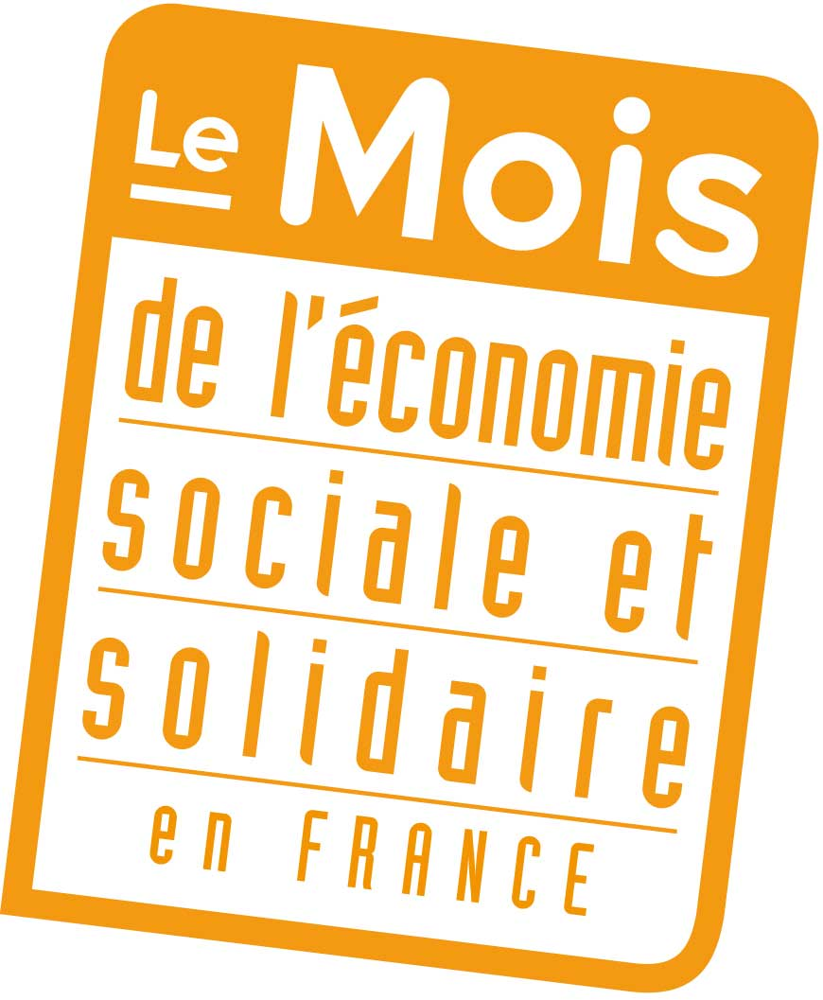 Le Mois
de l'économie
sociale et
solidaire
en FRANCE